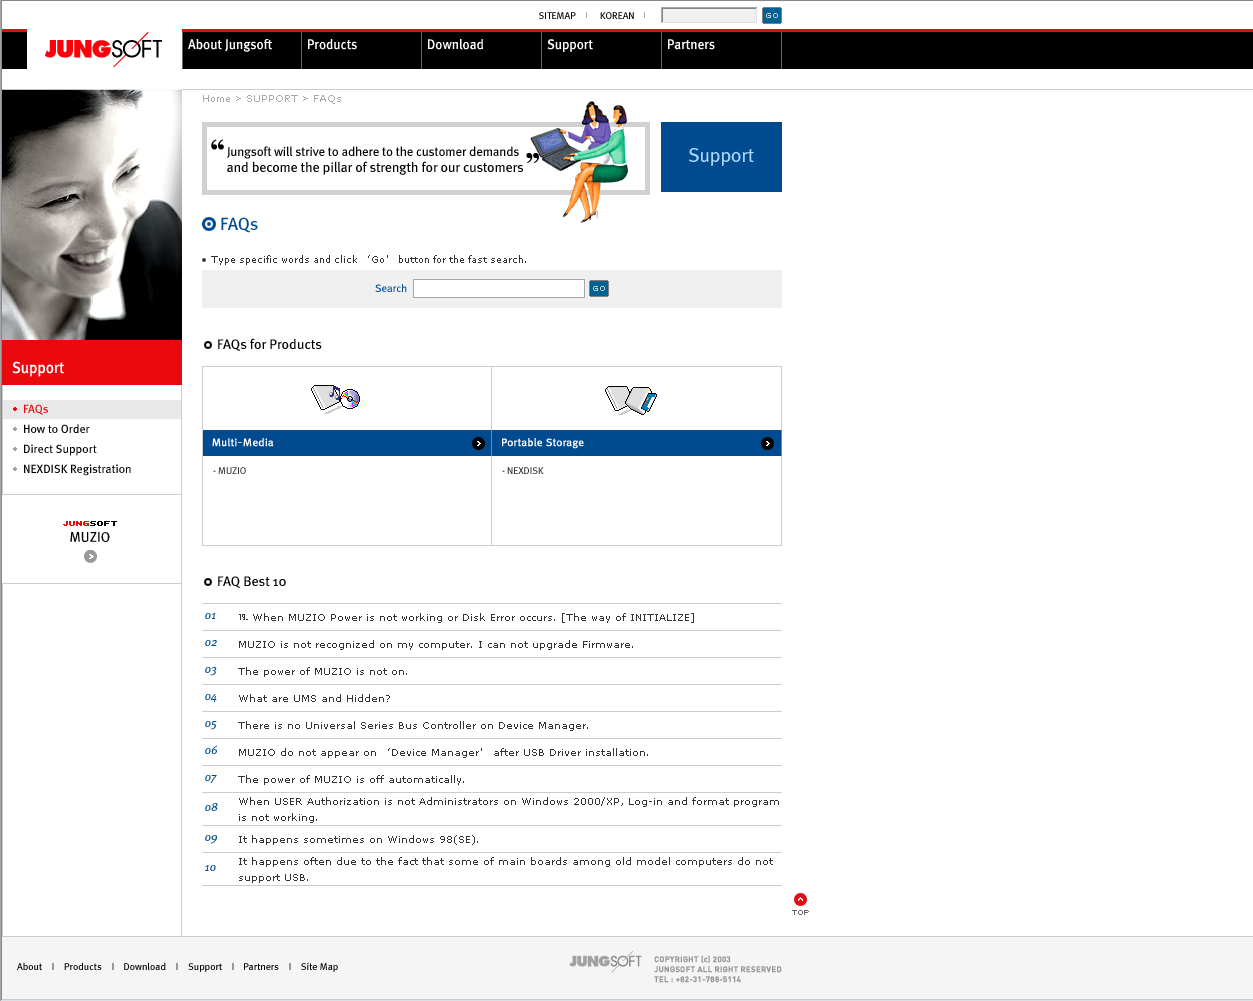 SITEMAP KOREAN GO
JUNGSOFT About Jungsoft Products Download Support Partners
Home > SUPPORT > FAQs
“ Jungsoft will strive to adhere to the customer demands
and become the pillar of strength for our customers ”
Support
FAQs
Type specific words and click ‘Go’ button for the fast search.
Search GO
Support
FAQs
How to Order
Direct Support
NEXDISK Registration
JUNGSOFT
MUZIO
FAQs for Products
Multi-Media Portable Storage
- MUZIO - NEXDISK
FAQ Best 10
01 19. When MUZIO Power is not working or Disk Error occurs. [The way of INITIALIZE]
02 MUZIO is not recognized on my computer. I can not upgrade Firmware.
03 The power of MUZIO is not on.
04 What are UMS and Hidden?
05 There is no Universal Series Bus Controller on Device Manager.
06 MUZIO do not appear on ‘Device Manager’ after USB Driver installation.
07 The power of MUZIO is off automatically.
08 When USER Authorization is not Administrators on Windows 2000/XP, Log-in and format program
is not working.
09 It happens sometimes on Windows 98(SE).
10 It happens often due to the fact that some of main boards among old model computers do not
support USB.
TOP
About Products Download Support Partners Site Map
JUNGSOFT
COPYRIGHT (c) 2003
JUNGSOFT ALL RIGHT RESERVED
TEL : +82-31-788-5114